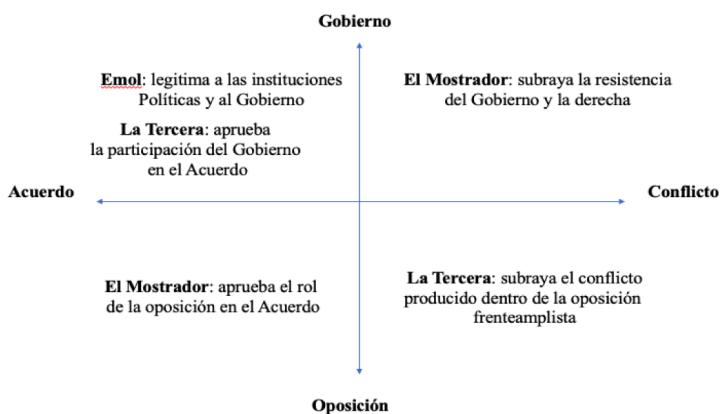 Gobierno
Emol: legitima a las instituciones
Políticas y al Gobierno
La Tercera: aprueba
la participación del Gobierno
en el Acuerdo
El Mostrador: subraya la resistencia
del Gobierno y la derecha
Acuerdo
Conflicto
El Mostrador: aprueba el rol
de la oposición en el Acuerdo
La Tercera: subraya el conflicto
producido dentro de la oposición
frenteamplista
Oposición